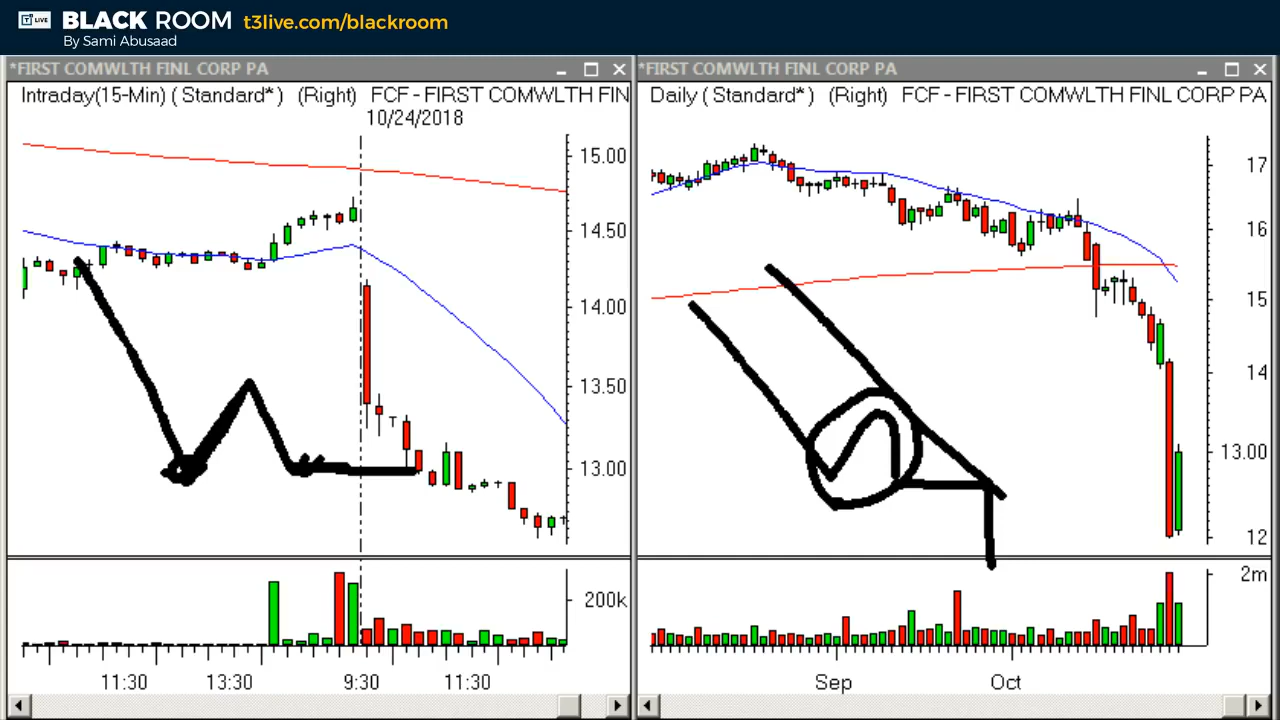 T3 LIVE BLACK ROOM t3live.com/blackroom
By Sami Abusaad
*FIRST COMWLTH FINL CORP PA
Intraday(15-Min) (Standard*) (Right) FCF - FIRST COMWLTH FIN
10/24/2018
15.00
14.50
14.00
13.50
13.00
200k
11:30 13:30 9:30 11:30
*FIRST COMWLTH FINL CORP PA
Daily (Standard*) (Right) FCF - FIRST COMWLTH FINL CORP PA
17
16
15
14
13.00
12
2m
Sep Oct